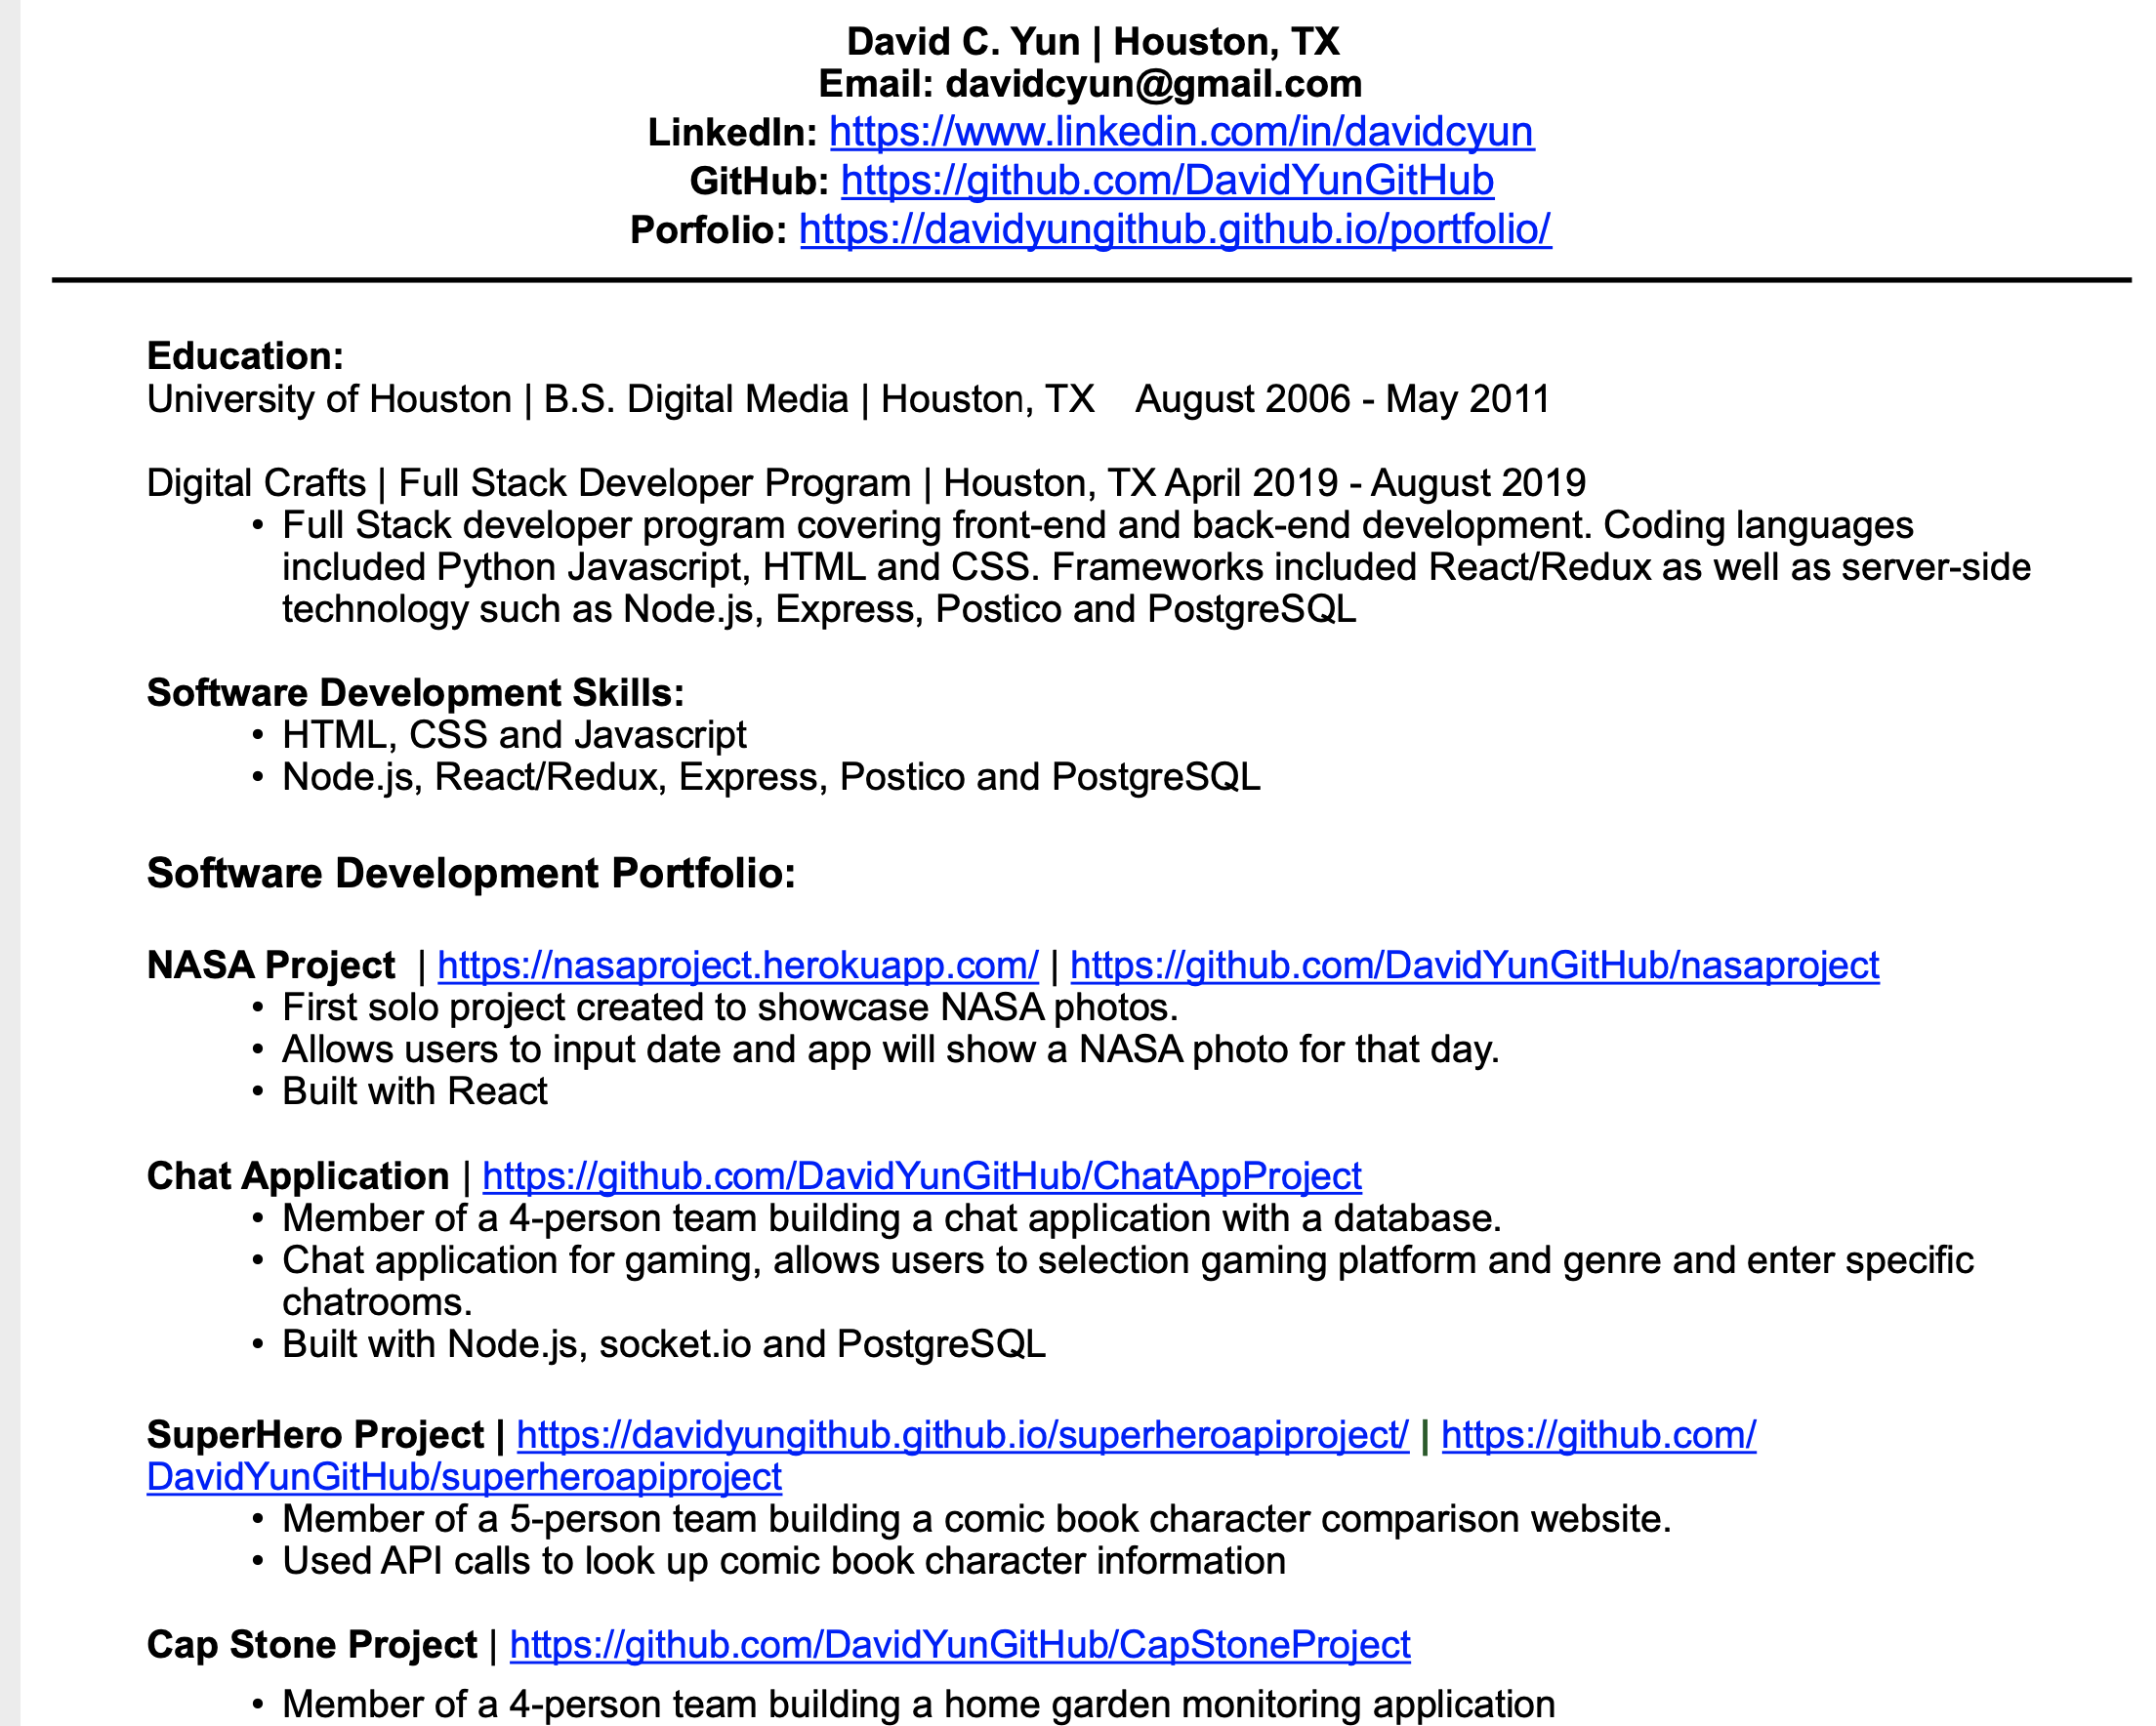 David C. Yun | Houston, TX
Email: davidcyun@gmail.com
LinkedIn: https://www.linkedin.com/in/davidcyun
GitHub: https://github.com/DavidYunGitHub
Porfolio: https://davidyungithub.github.io/portfolio/
Education:
University of Houston | B.S. Digital Media | Houston, TX    August 2006 - May 2011
Digital Crafts | Full Stack Developer Program | Houston, TX April 2019 - August 2019
• Full Stack developer program covering front-end and back-end development. Coding languages
included Python Javascript, HTML and CSS. Frameworks included React/Redux as well as server-side
technology such as Node.js, Express, Postico and PostgreSQL
Software Development Skills:
• HTML, CSS and Javascript
• Node.js, React/Redux, Express, Postico and PostgreSQL
Software Development Portfolio:
NASA Project | https://nasaproject.herokuapp.com/ | https://github.com/DavidYunGitHub/nasaproject
• First solo project created to showcase NASA photos.
• Allows users to input date and app will show a NASA photo for that day.
• Built with React
Chat Application | https://github.com/DavidYunGitHub/ChatAppProject
• Member of a 4-person team building a chat application with a database.
• Chat application for gaming, allows users to selection gaming platform and genre and enter specific
chatrooms.
• Built with Node.js, socket.io and PostgreSQL
SuperHero Project | https://davidyungithub.github.io/superheroapiproject/ | https://github.com/
DavidYunGitHub/superheroapiproject
• Member of a 5-person team building a comic book character comparison website.
• Used API calls to look up comic book character information
Cap Stone Project | https://github.com/DavidYunGitHub/CapStoneProject
• Member of a 4-person team building a home garden monitoring application